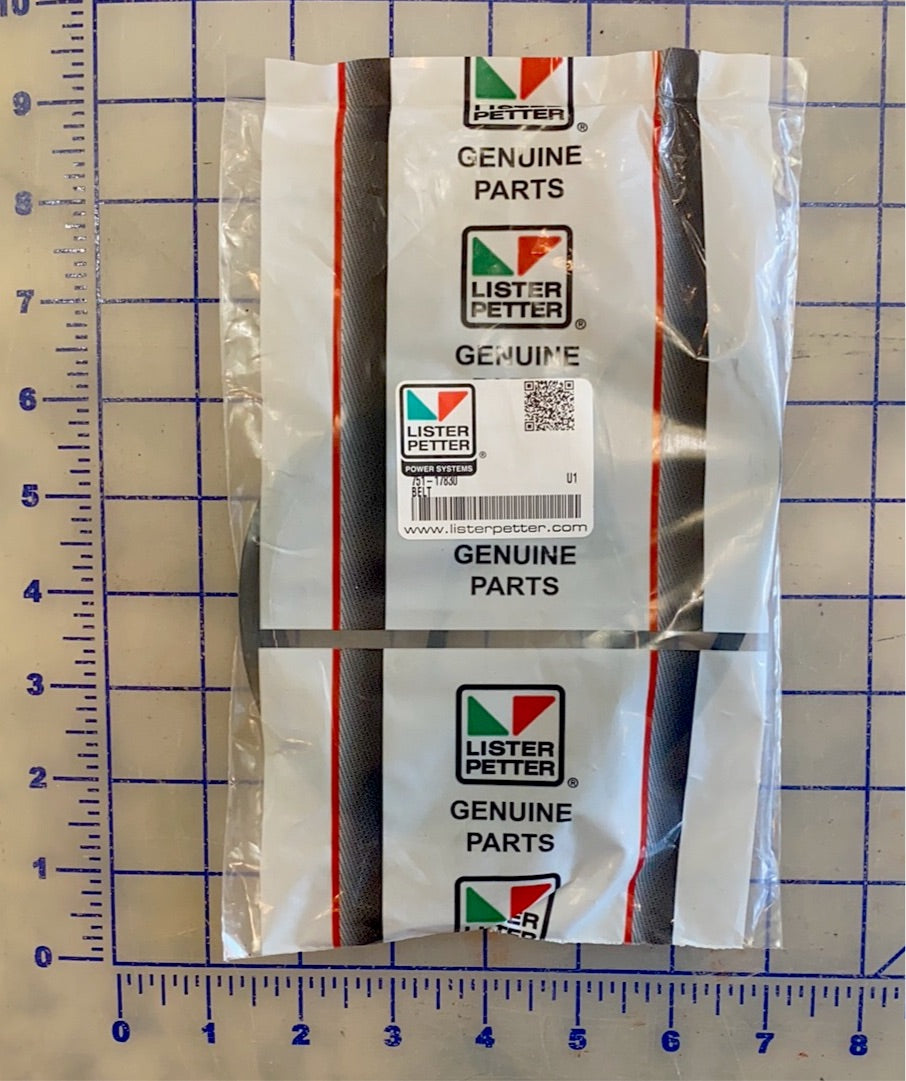 LISTER
PETTER
®
GENUINE
PARTS
LISTER
PETTER
®
GENUINE
LISTER
PETTER
®
POWER SYSTEMS
751-17830
U1
BELT
www.listerpetter.com
GENUINE
PARTS
LISTER
PETTER
®
GENUINE
PARTS
10
9
8
7
6
5
4
3
2
1
0
0 1 2 3 4 5 6 7 8